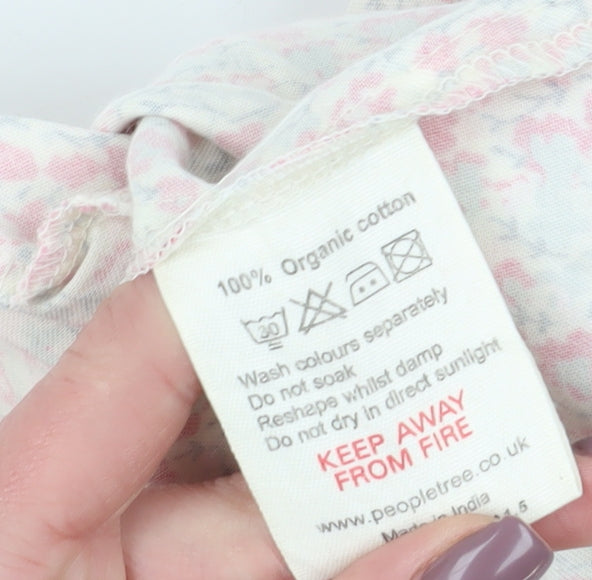 100% Organic cotton
30
Wash colours separately
Do not soak
Reshape whilst damp
Do not dry in direct sunlight
KEEP AWAY
FROM FIRE
www.peopletree.co.uk
Made in India